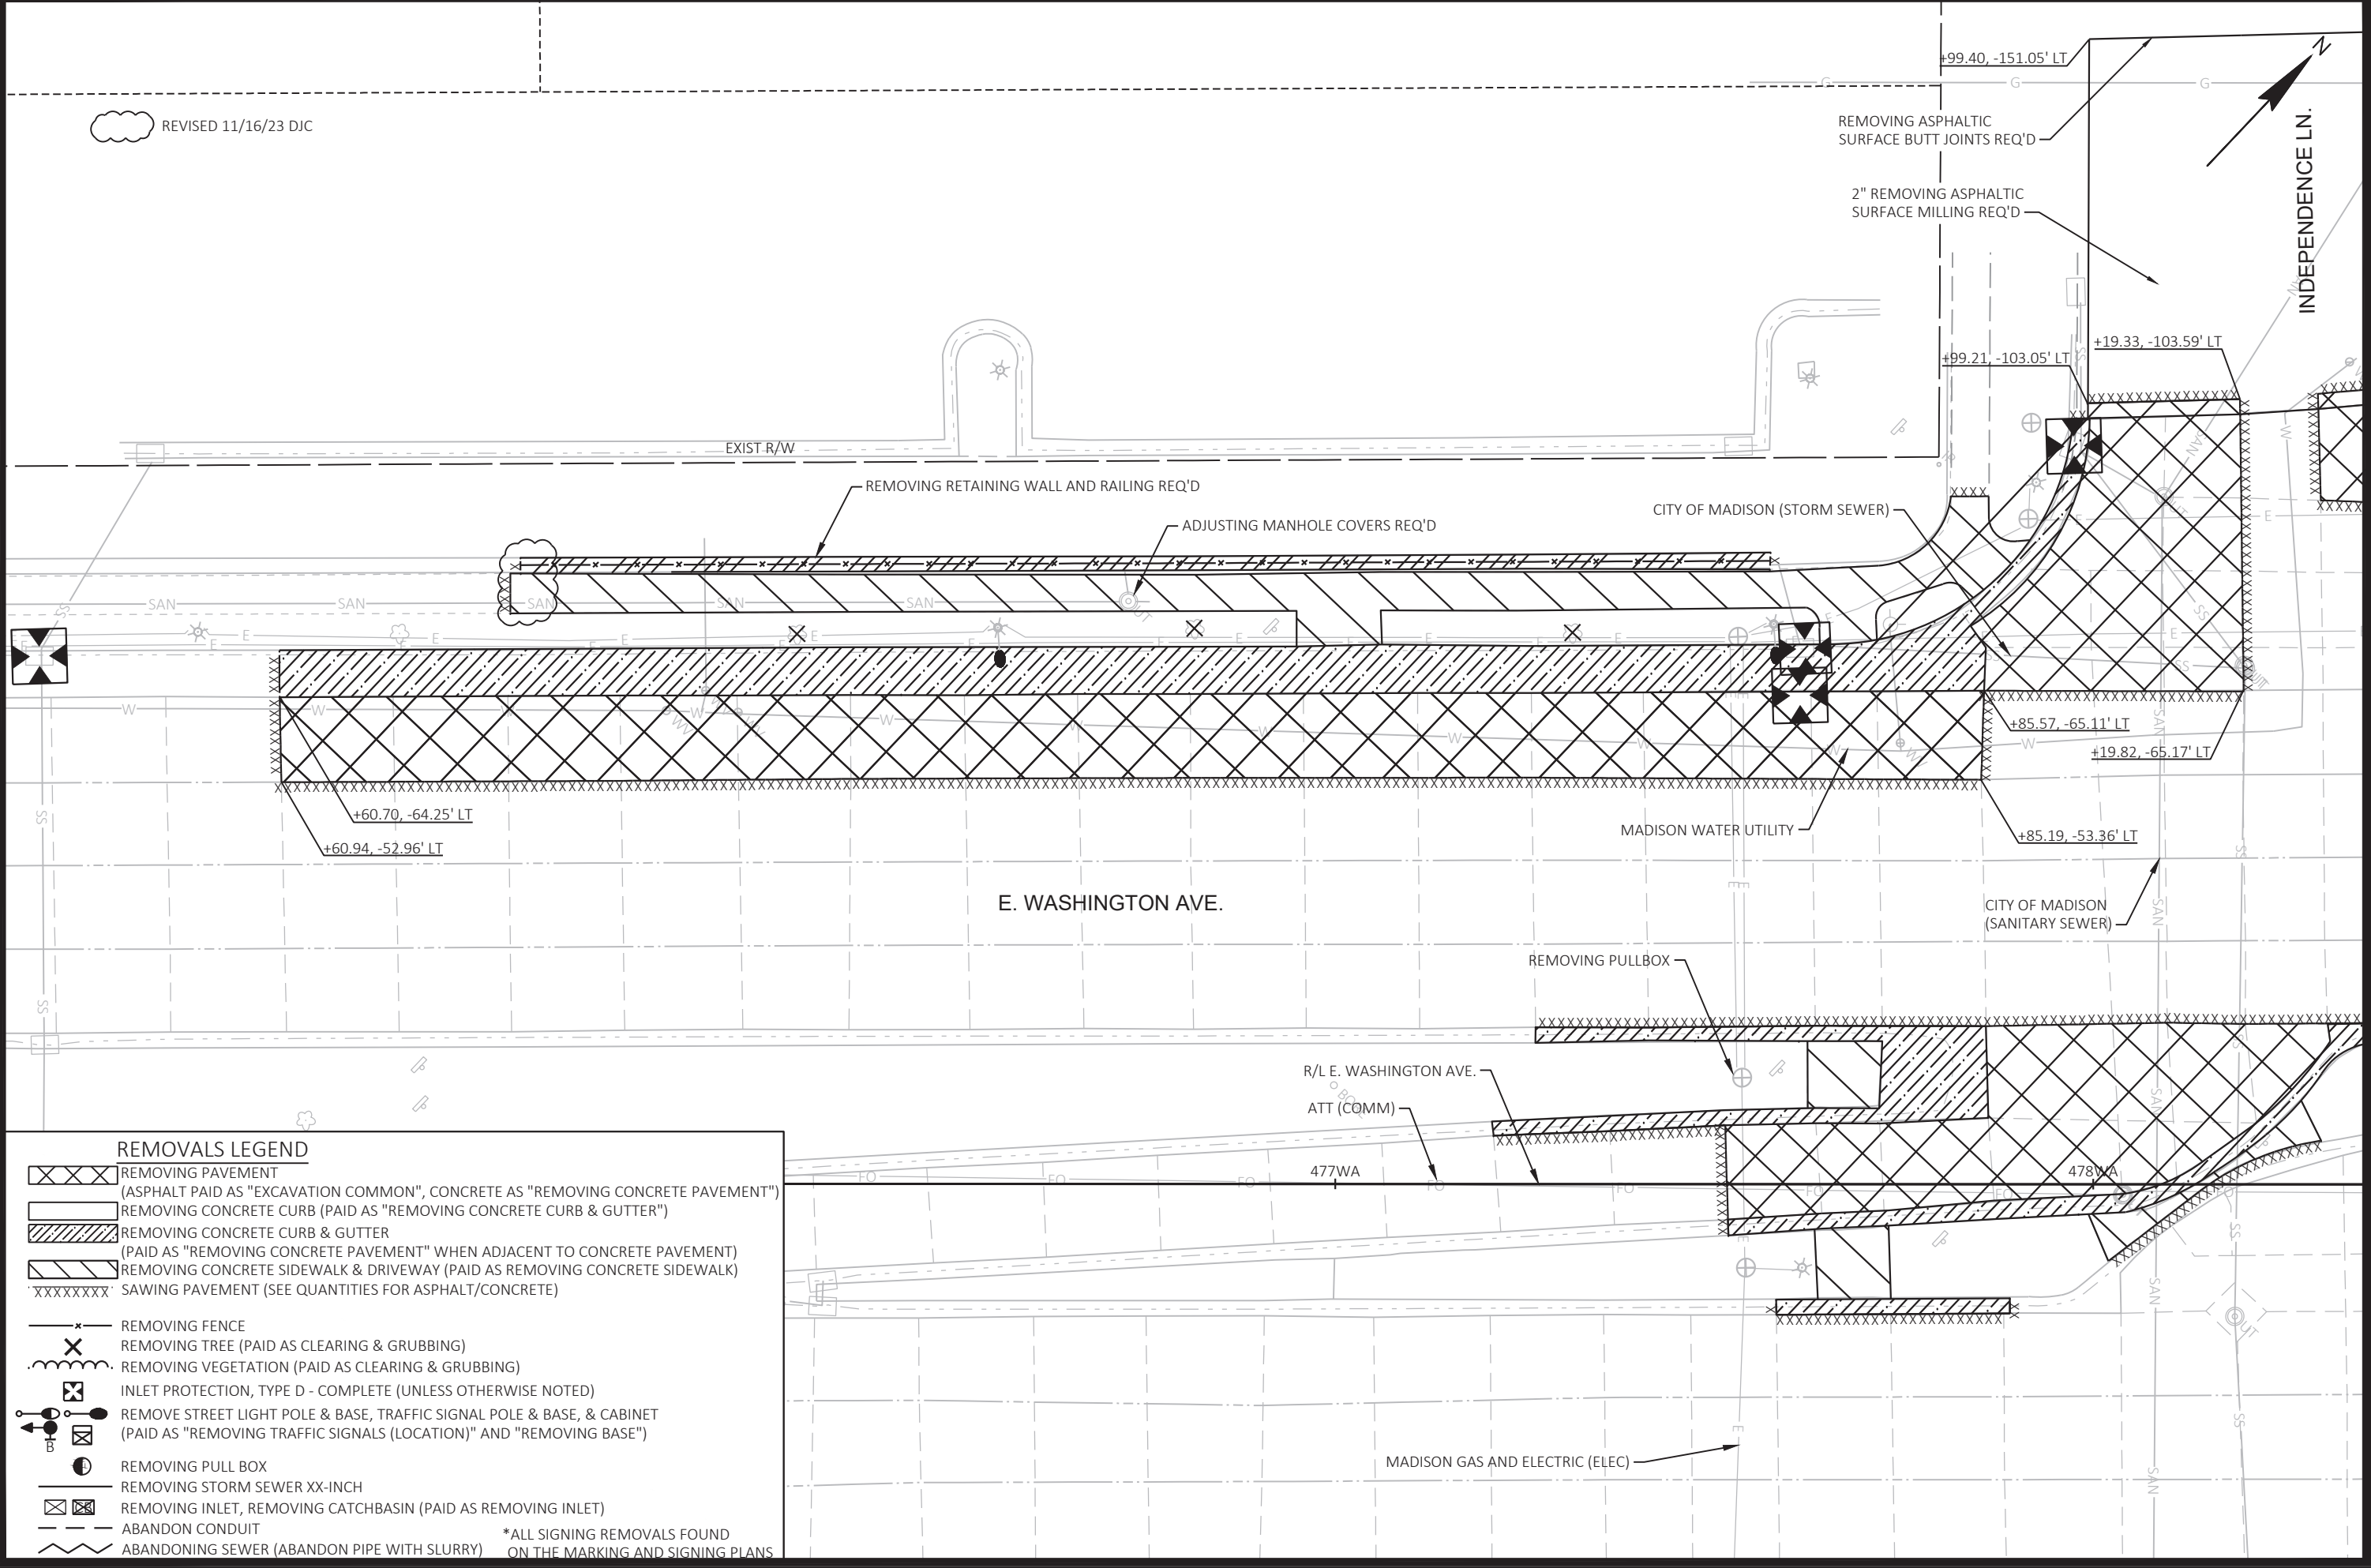 +99.40, -151.05' LT
N
G G G
REVISED 11/16/23 DJC
REMOVING ASPHALTIC
SURFACE BUTT JOINTS REQ'D
INDEPENDENCE LN.
2" REMOVING ASPHALTIC
SURFACE MILLING REQ'D
+19.33, -103.59' LT
+99.21, -103.05' LT
EXIST R/W
REMOVING RETAINING WALL AND RAILING REQ'D
CITY OF MADISON (STORM SEWER)
ADJUSTING MANHOLE COVERS REQ'D
SAN SAN SAN SAN SAN
+85.57, -65.11' LT
+19.82, -65.17' LT
+60.70, -64.25' LT
MADISON WATER UTILITY
+85.19, -53.36' LT
+60.94, -52.96' LT
E. WASHINGTON AVE.
CITY OF MADISON
(SANITARY SEWER)
REMOVING PULLBOX
R/L E. WASHINGTON AVE.
ATT (COMM)
477WA
478WA
FO FO FO FO FO FO FO FO
MADISON GAS AND ELECTRIC (ELEC)
REMOVALS LEGEND
REMOVING PAVEMENT
(ASPHALT PAID AS "EXCAVATION COMMON", CONCRETE AS "REMOVING CONCRETE PAVEMENT")
REMOVING CONCRETE CURB (PAID AS "REMOVING CONCRETE CURB & GUTTER")
REMOVING CONCRETE CURB & GUTTER
(PAID AS "REMOVING CONCRETE PAVEMENT" WHEN ADJACENT TO CONCRETE PAVEMENT)
REMOVING CONCRETE SIDEWALK & DRIVEWAY (PAID AS REMOVING CONCRETE SIDEWALK)
SAWING PAVEMENT (SEE QUANTITIES FOR ASPHALT/CONCRETE)
REMOVING FENCE
REMOVING TREE (PAID AS CLEARING & GRUBBING)
REMOVING VEGETATION (PAID AS CLEARING & GRUBBING)
INLET PROTECTION, TYPE D - COMPLETE (UNLESS OTHERWISE NOTED)
REMOVE STREET LIGHT POLE & BASE, TRAFFIC SIGNAL POLE & BASE, & CABINET
(PAID AS "REMOVING TRAFFIC SIGNALS (LOCATION)" AND "REMOVING BASE")
B
REMOVING PULL BOX
REMOVING STORM SEWER XX-INCH
REMOVING INLET, REMOVING CATCHBASIN (PAID AS REMOVING INLET)
ABANDON CONDUIT
ABANDONING SEWER (ABANDON PIPE WITH SLURRY)
*ALL SIGNING REMOVALS FOUND
ON THE MARKING AND SIGNING PLANS